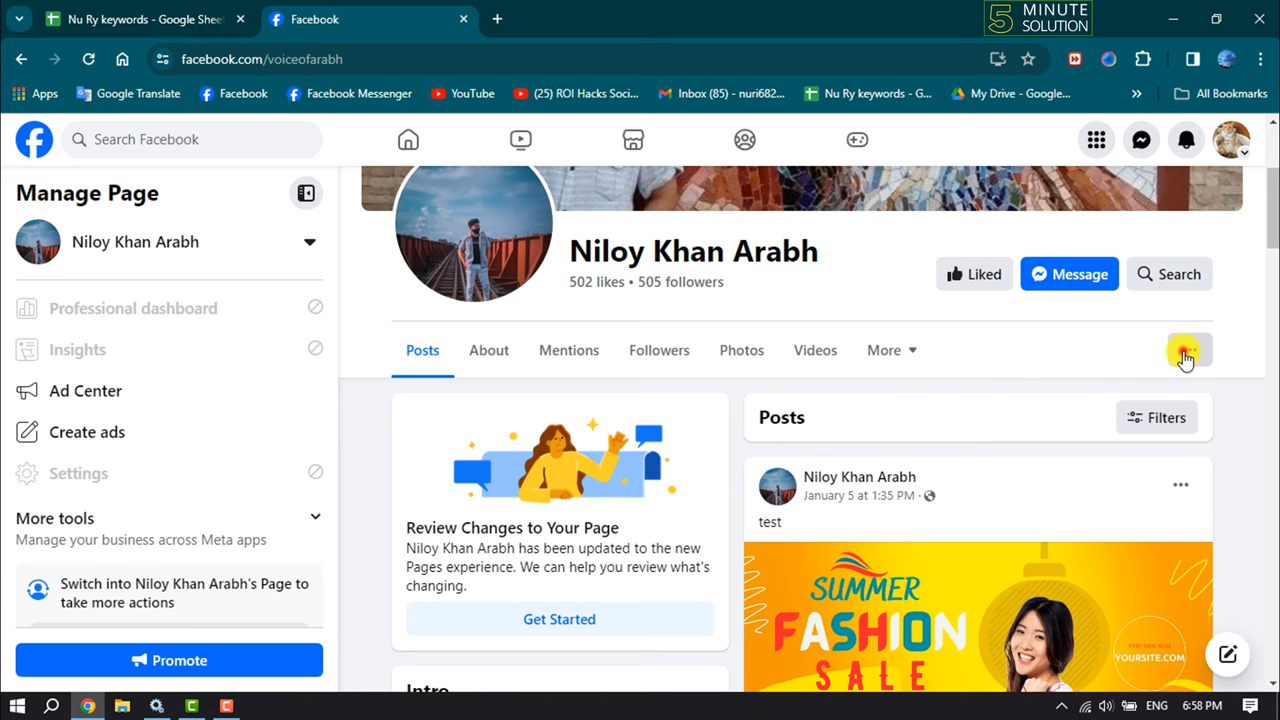 5 MINUTE
SOLUTION
Nu Ry keywords - Google Shee
Facebook
facebook.com/voiceofarabh
Apps
Google Translate
Facebook
Facebook Messenger
YouTube
(25) ROI Hacks Soci...
Inbox (85) - nuri682...
Nu Ry keywords - G...
My Drive - Google...
All Bookmarks
Search Facebook
Manage Page
Niloy Khan Arabh
Professional dashboard
Insights
Ad Center
Create ads
Settings
More tools
Manage your business across Meta apps
Switch into Niloy Khan Arabh's Page to
take more actions
Promote
Niloy Khan Arabh
502 likes • 505 followers
Liked
Message
Search
Posts
About
Mentions
Followers
Photos
Videos
More
Review Changes to Your Page
Niloy Khan Arabh has been updated to the new
Pages experience. We can help you review what's
changing.
Get Started
Intro
Posts
Filters
Niloy Khan Arabh
January 5 at 1:35 PM ·
test
SUMMER
FASHION
SALE
YOURSITE.COM
ENG
6:58 PM